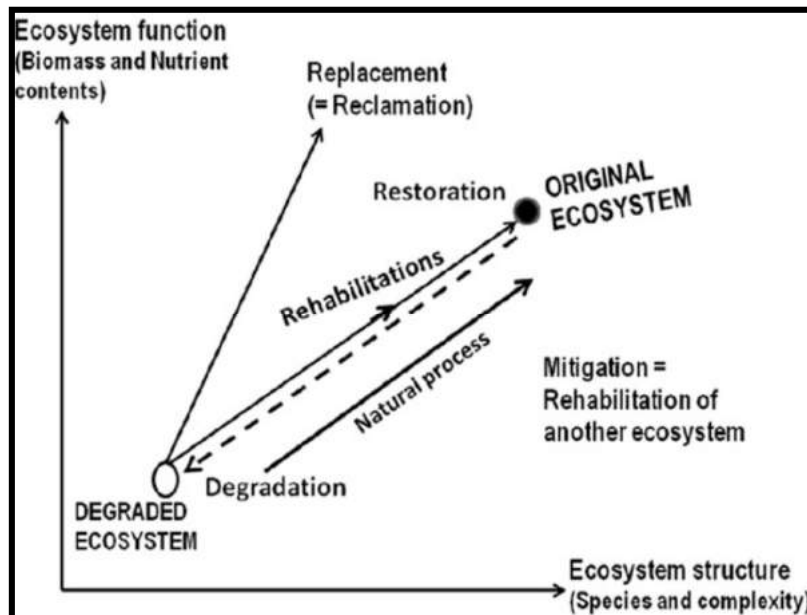 Ecosystem function
(Biomass and Nutrient
contents)
Replacement
(= Reclamation)
Restoration
ORIGINAL
ECOSYSTEM
Rehabilitations
Natural process
Mitigation =
Rehabilitation of
another ecosystem
Degradation
DEGRADED
ECOSYSTEM
Ecosystem structure
(Species and complexity)